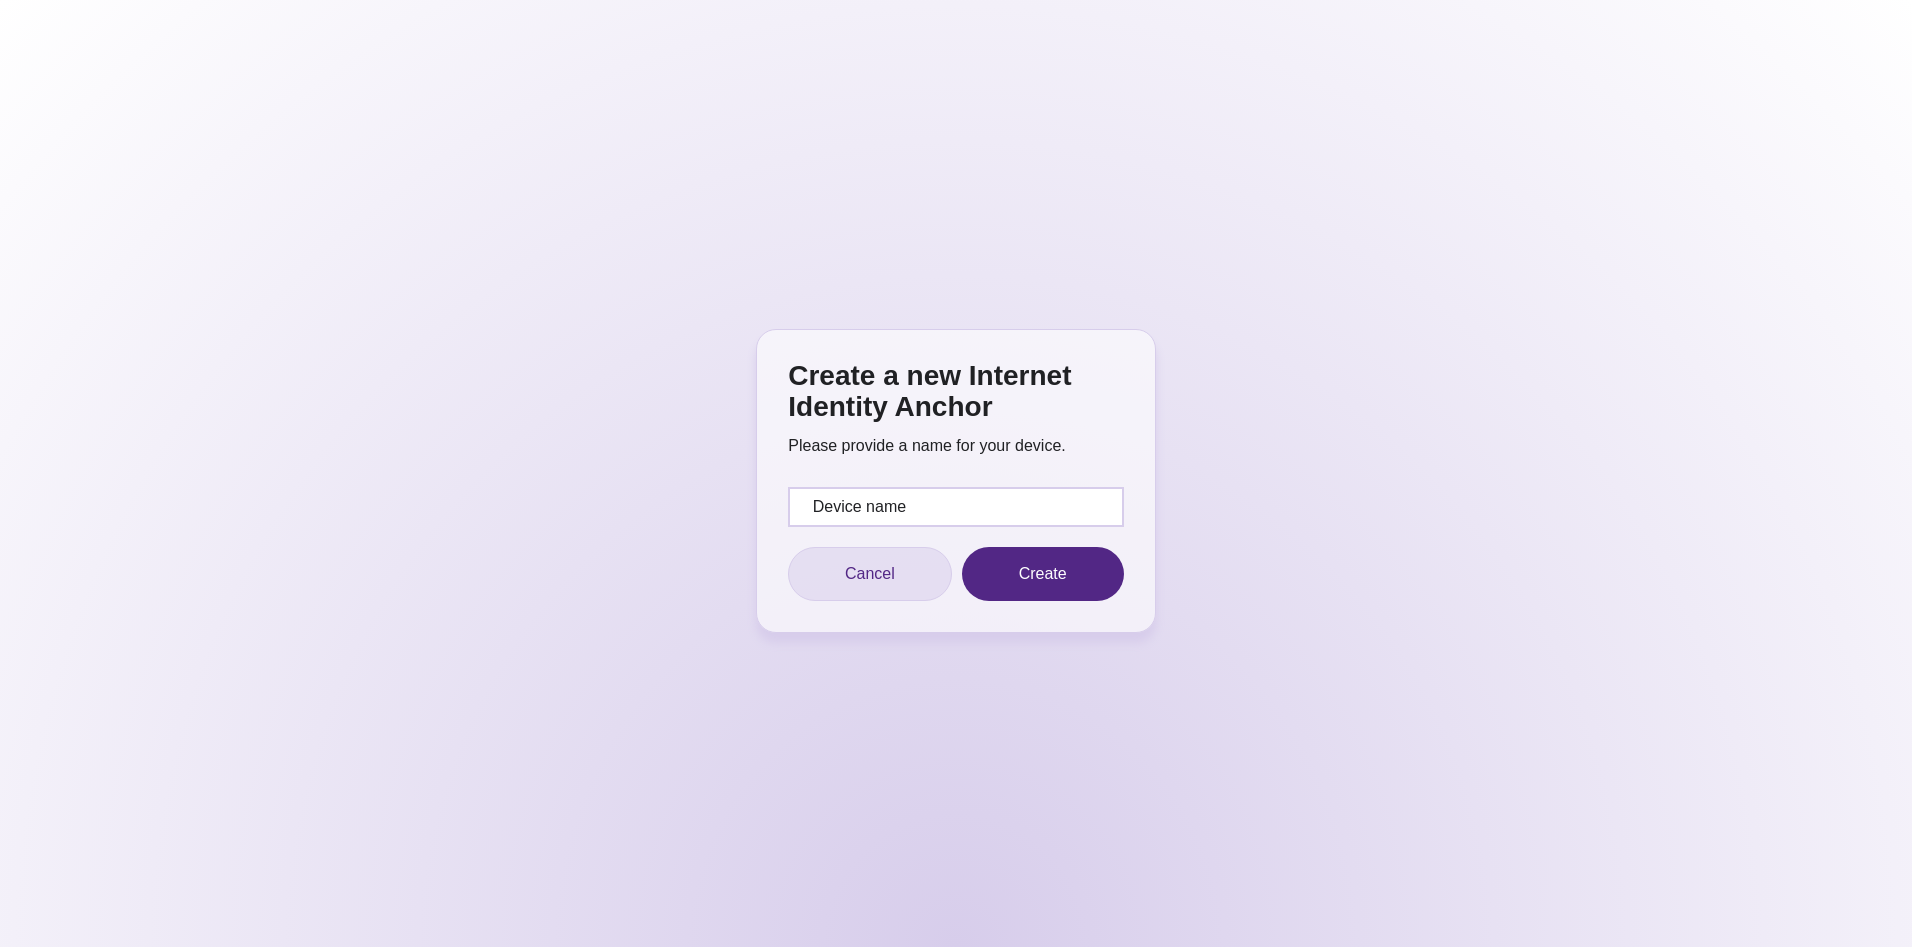 Create a new Internet
Identity Anchor
Please provide a name for your device.
Device name
Cancel
Create